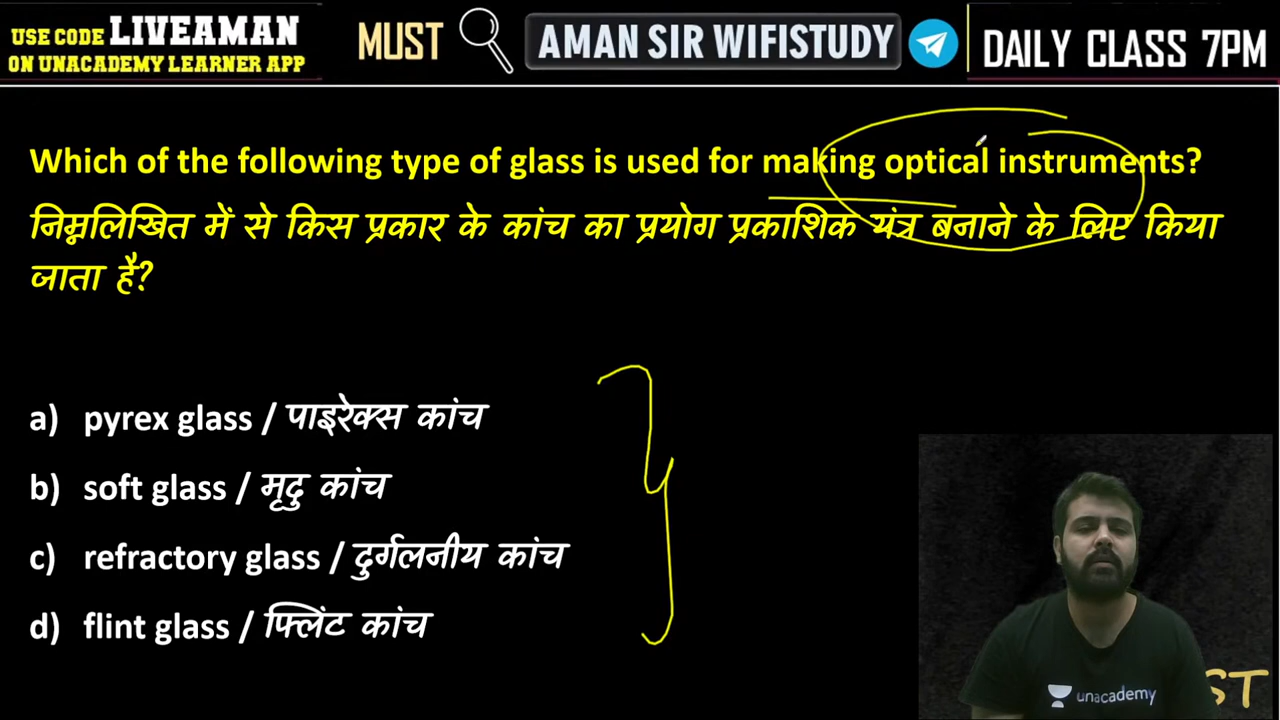 USE CODE LIVEAMAN
ON UNACADEMY LEARNER APP
MUST
AMAN SIR WIFISTUDY
DAILY CLASS 7PM
Which of the following type of glass is used for making optical instruments?
निम्नलिखित में से किस प्रकार के कांच का प्रयोग प्रकाशिक यंत्र बनाने के लिए किया
जाता है?
a) pyrex glass / पाइरेक्स कांच
b) soft glass / मृदु कांच
c) refractory glass / दुर्गलनीय कांच
d) flint glass / फ्लिंट कांच
unacademy
ST